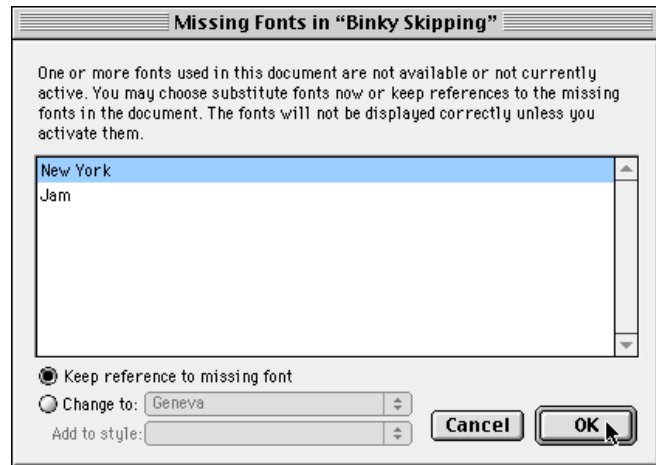 Missing Fonts in “Binky Skipping”
One or more fonts used in this document are not available or not currently
active. You may choose substitute fonts now or keep references to the missing
fonts in the document. The fonts will not be displayed correctly unless you
activate them.
New York
Jam
Keep reference to missing font
Change to: Geneva
Add to style:
Cancel OK